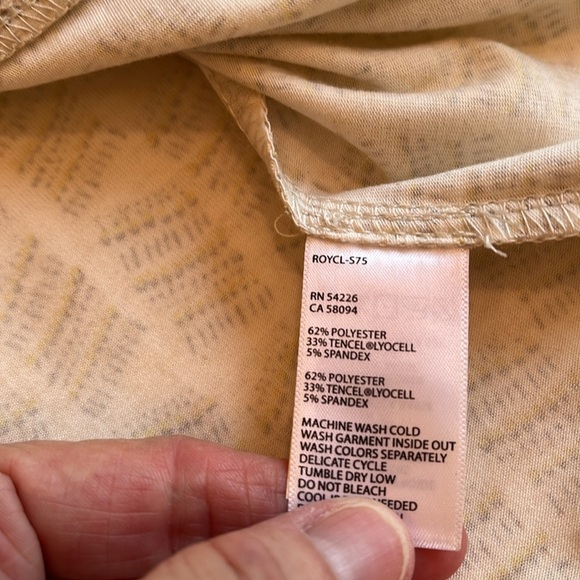 ROYCL-S75
RN 54226
CA 58094
62% POLYESTER
33% TENCEL®LYOCELL
5% SPANDEX
62% POLYESTER
33% TENCEL®LYOCELL
5% SPANDEX
MACHINE WASH COLD
WASH GARMENT INSIDE OUT
WASH COLORS SEPARATELY
DELICATE CYCLE
TUMBLE DRY LOW
DO NOT BLEACH
COOL NEEDED